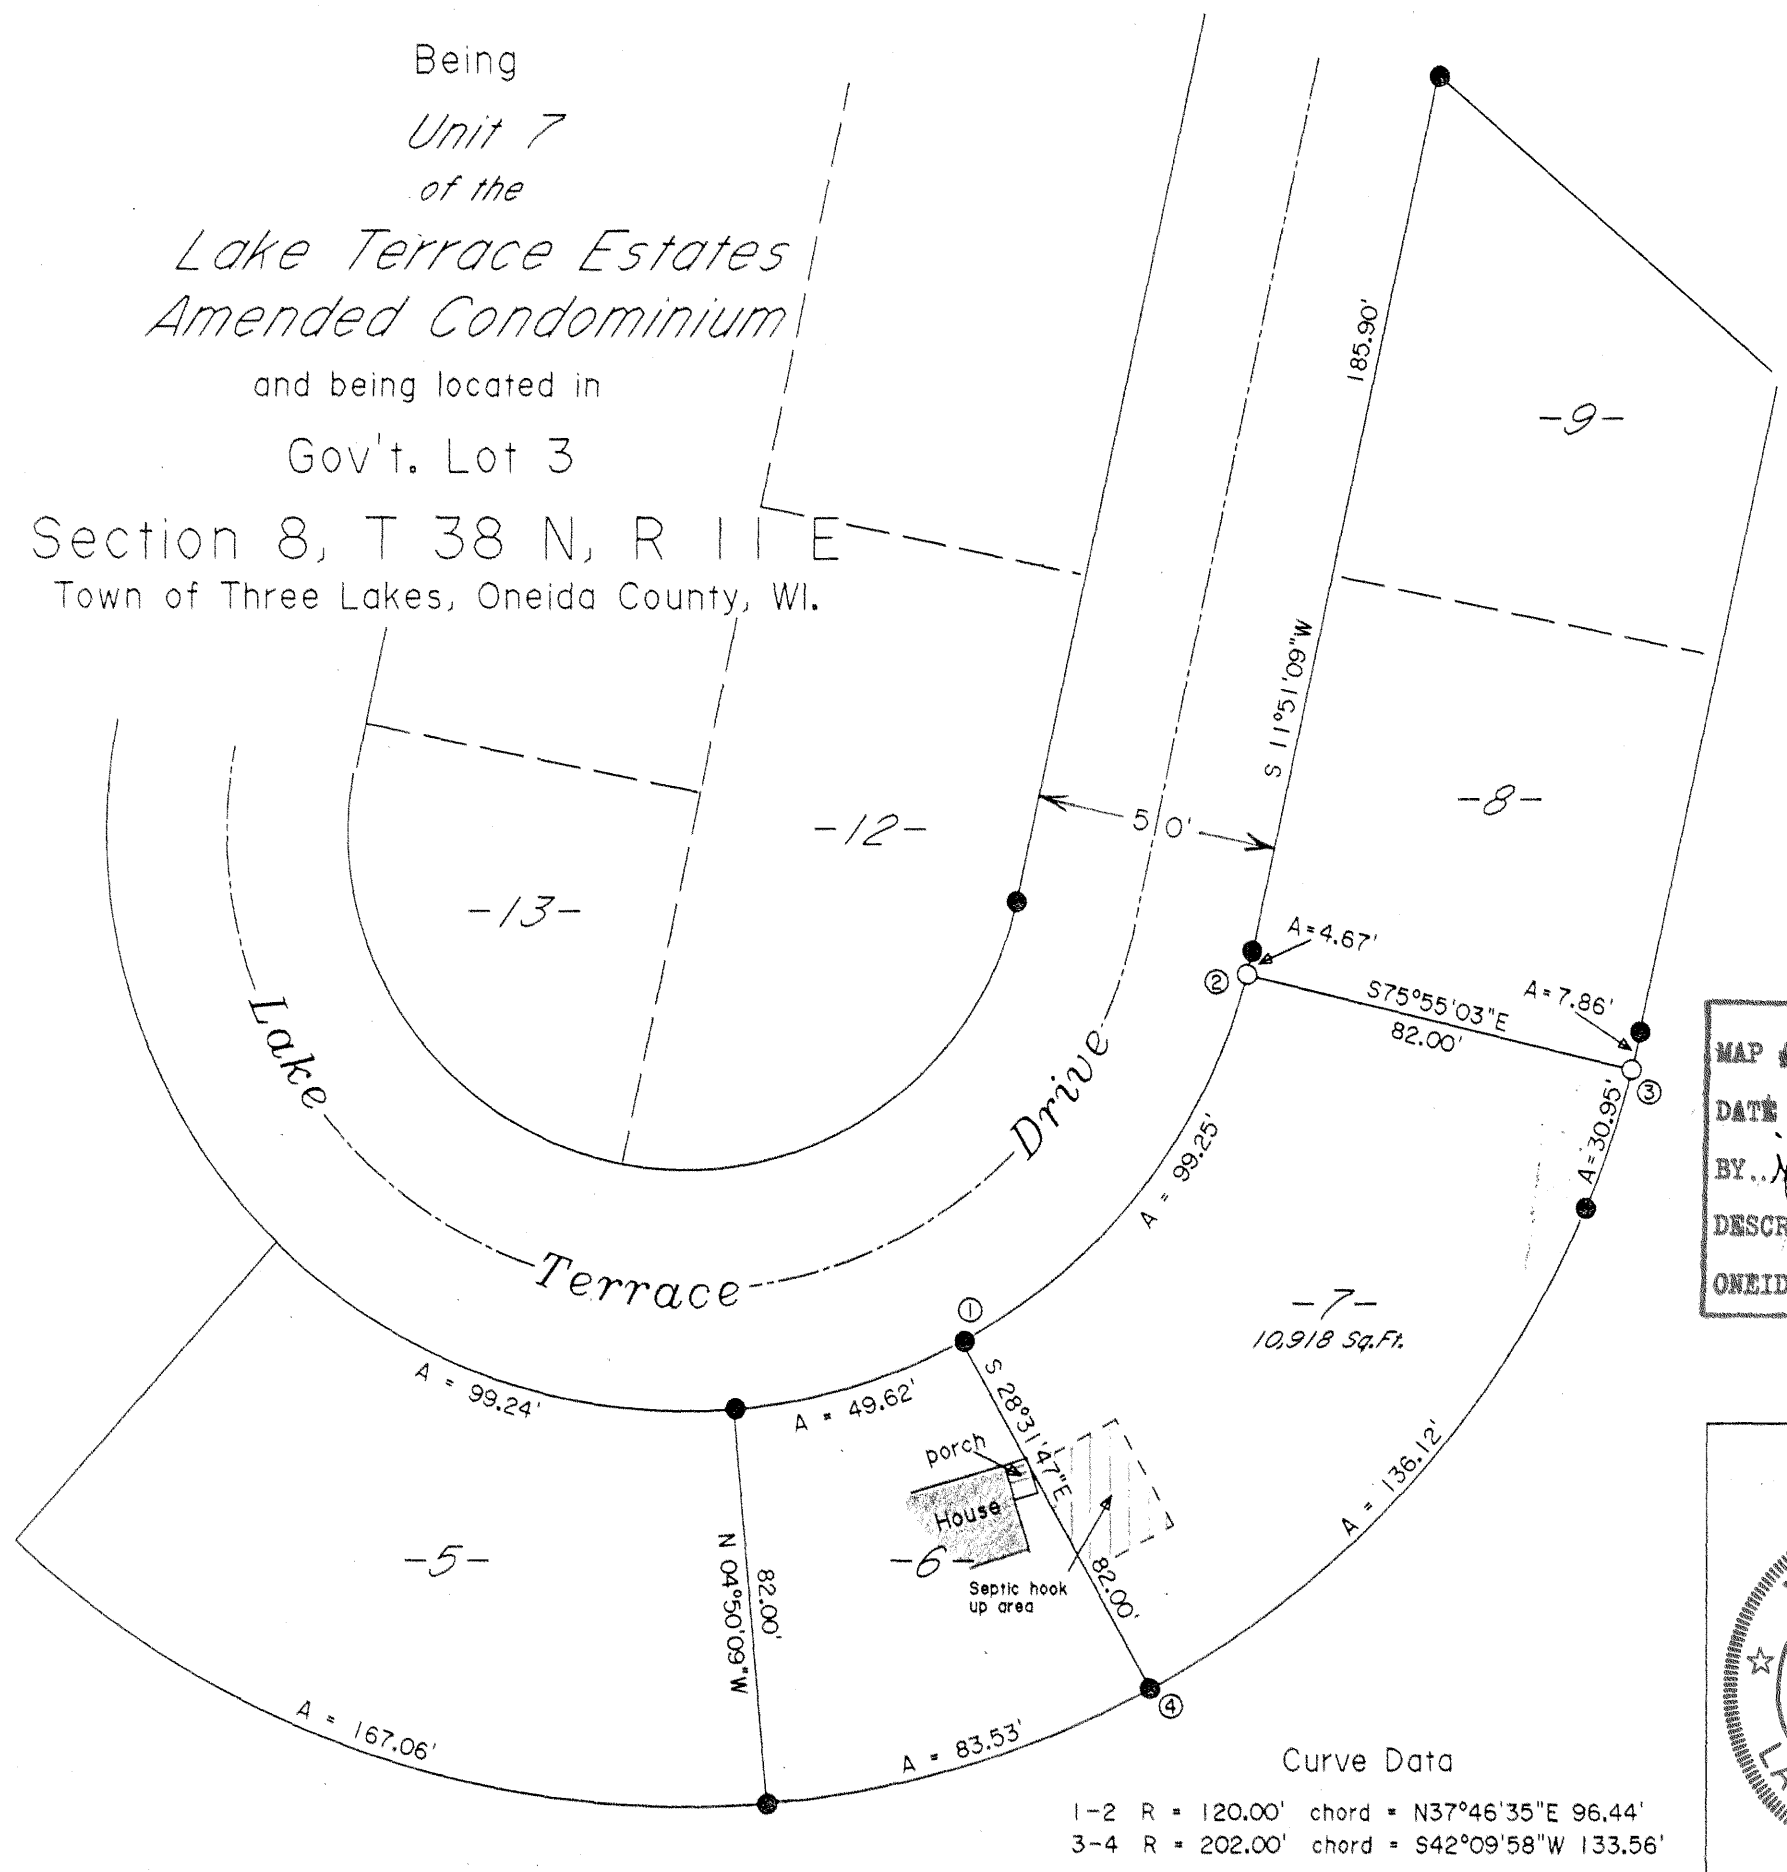 Being
Unit 7
of the
Lake Terrace Estates
Amended Condominium
and being located in
Gov't. Lot 3
Section 8, T 38 N, R 11 E
Town of Three Lakes, Oneida County, WI.
185.90'
-9-
S 11°51'09"W
-8-
50'
-12-
-13-
A=4.67'
②
S75°55'03"E
82.00'
A=7.86'
③
A=30.95'
MAP
DATE
BY..
DESCR
ONEID
Lake
Terrace
Drive
A = 99.25'
①
-7-
10,918 Sq.Ft.
A = 99.24'
A = 49.62'
S 28°31'47"E
82.00'
porch
House
-5-
-6-
Septic hook
up area
N 04°50'09"W
82.00'
A = 136.12'
④
A = 167.06'
A = 83.53'
Curve Data
1-2 R = 120.00' chord = N37°46'35"E 96.44'
3-4 R = 202.00' chord = S42°09'58"W 133.56'
LA